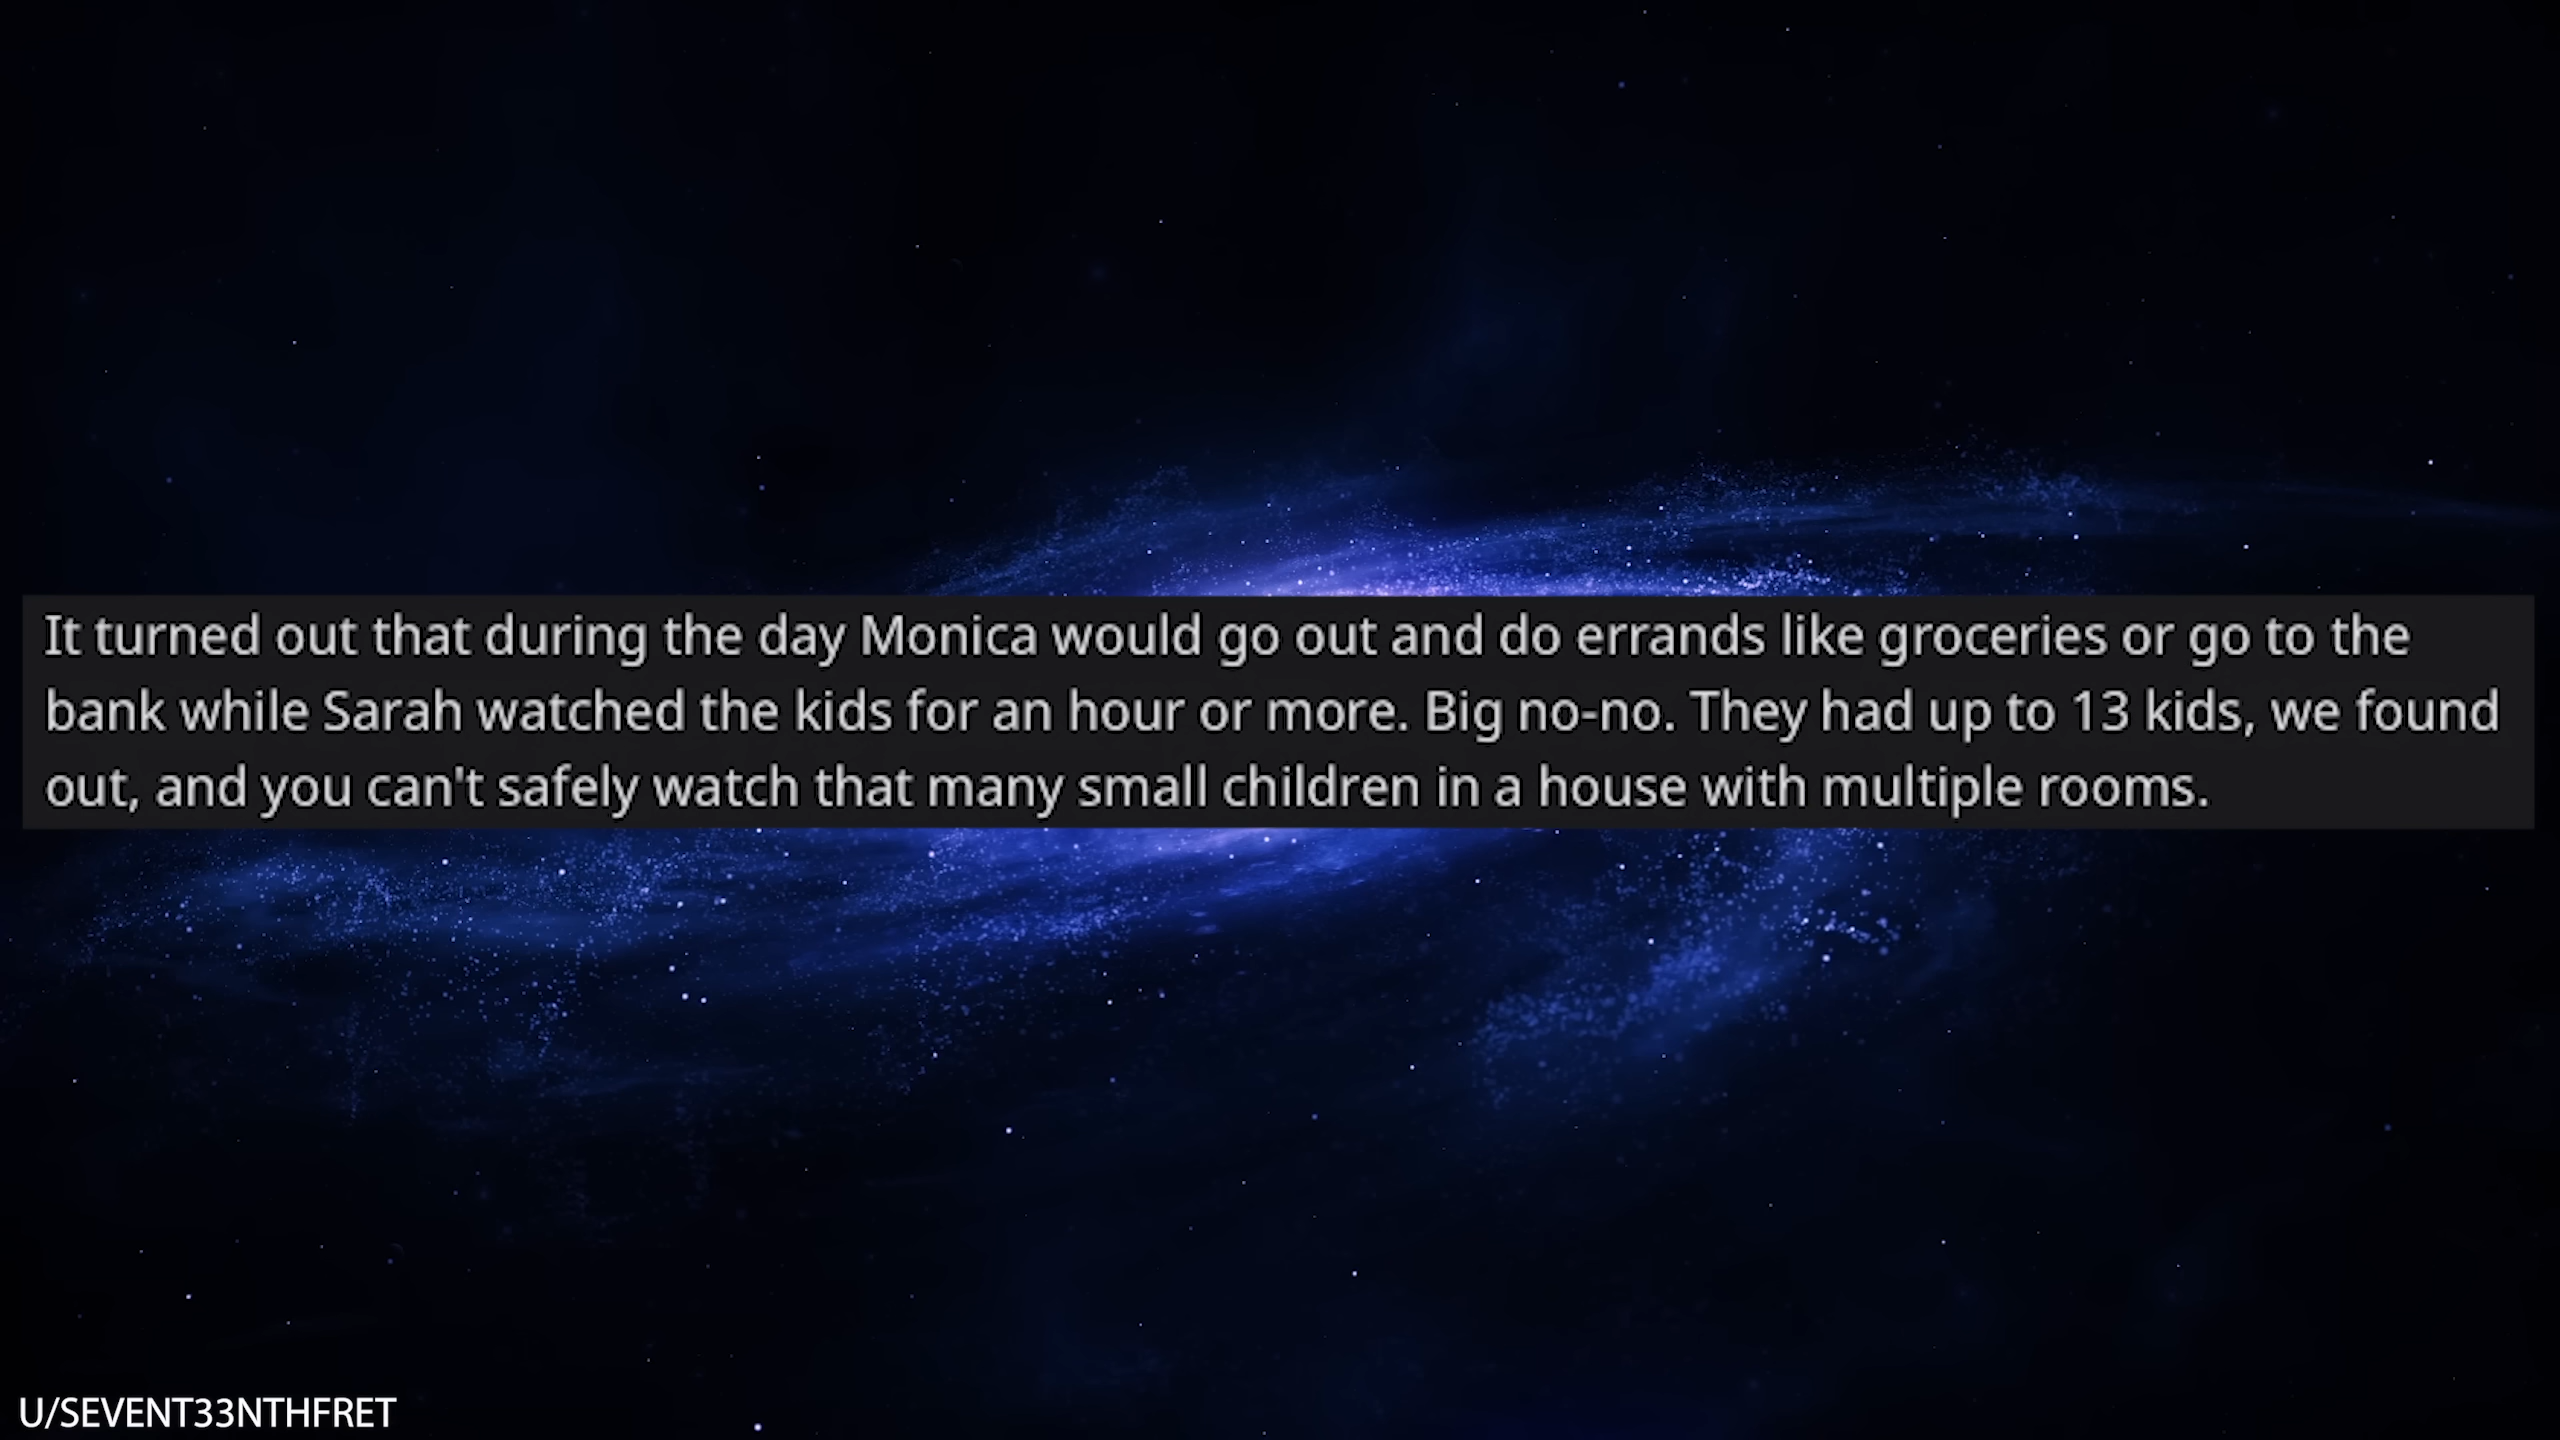 It turned out that during the day Monica would go out and do errands like groceries or go to the
bank while Sarah watched the kids for an hour or more. Big no-no. They had up to 13 kids, we found
out, and you can't safely watch that many small children in a house with multiple rooms.
U/SEVENT33NTHFRET